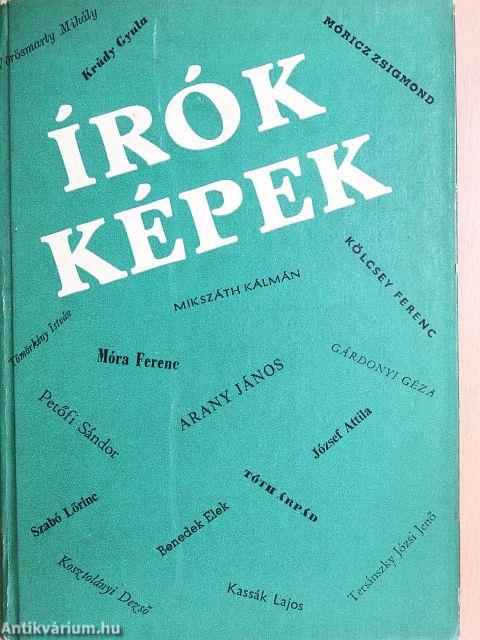 Vörösmarty Mihály
Krúdy Gyula
MÓRICZ ZSIGMOND
ÍRÓK
KÉPEK
MIKSZÁTH KÁLMÁN
KÖLCSEY FERENC
Tömörkény István
Móra Ferenc
ARANY JÁNOS
GÁRDONYI GÉZA
Petőfi Sándor
József Attila
Szabó Lőrinc
Benedek Elek
TÓTH ÁRPÁD
Tersánszky Józsi Jenő
Kosztolányi Dezső
Kassák Lajos
Antikvárium.hu